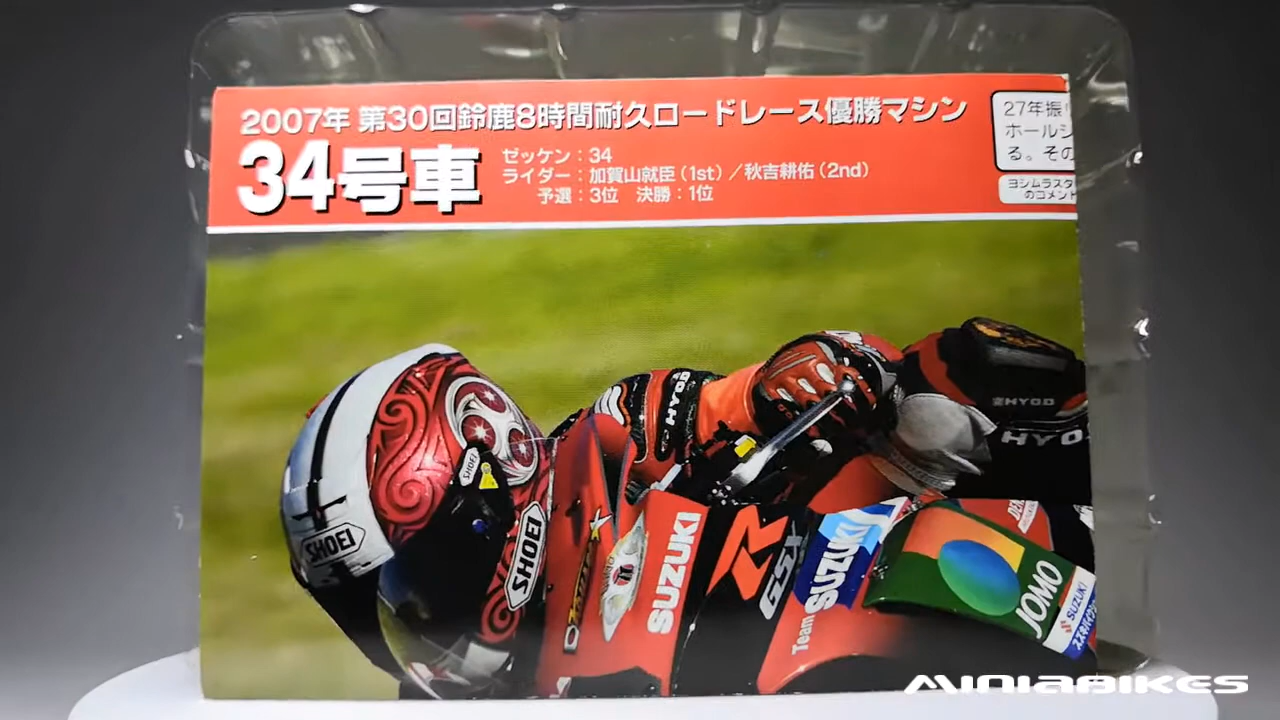 2007年 第30回鈴鹿8時間耐久ロードレース優勝マシン
34号車
ゼッケン：34
ライダー：加賀山就臣（1st）／秋吉耕佑（2nd）
予選：3位　決勝：1位
27年振
ホールシ
る。その
ヨシムラスタ
のコメント
HYOD
HYOD
HYO
SHOEI
SHOEI
SHOEI
SUZUKI
GSX
R
Team SUZUKI
JOMO
SUZUKI
MINIABIKES